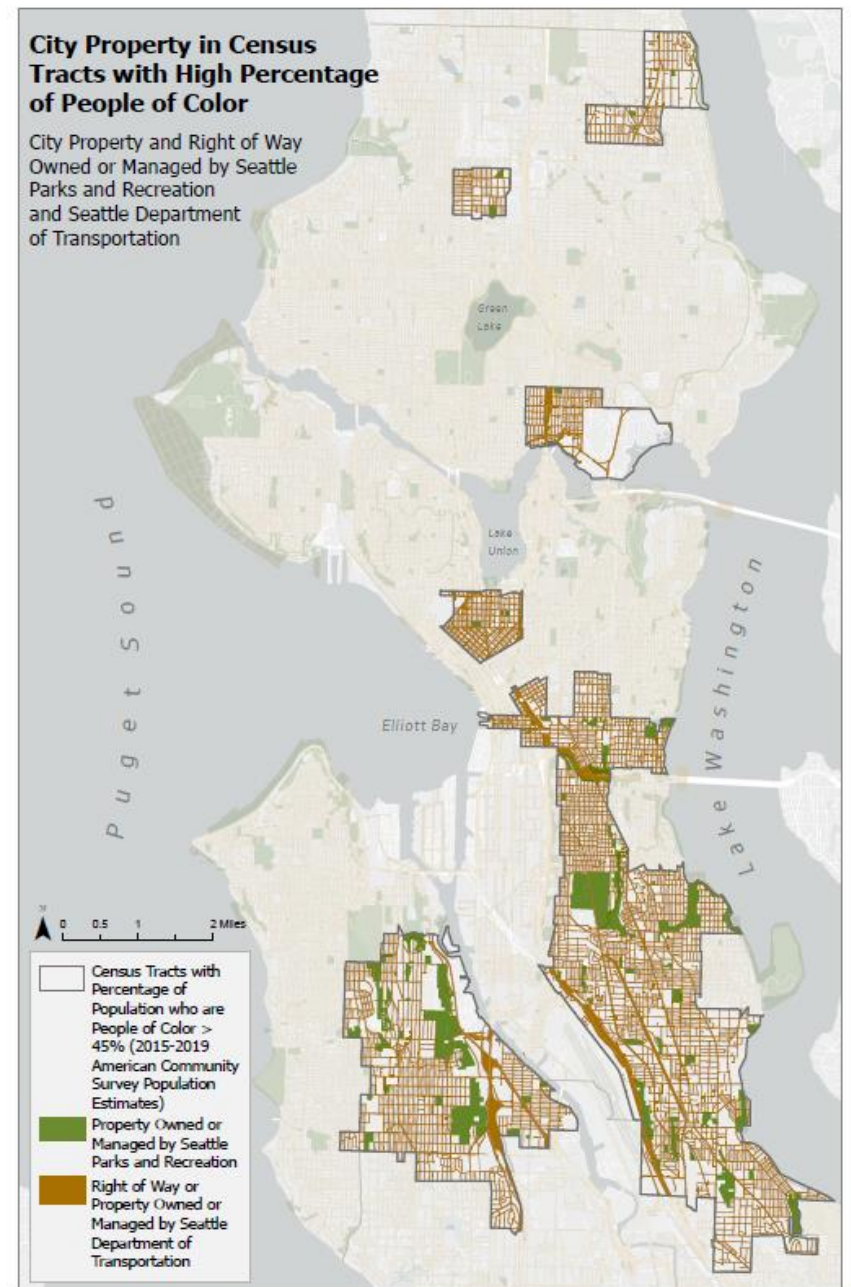 City Property in Census
Tracts with High Percentage
of People of Color
City Property and Right of Way
Owned or Managed by Seattle
Parks and Recreation
and Seattle Department
of Transportation
Green
Lake
Lake
Union
Puget Sound
Elliott Bay
Lake Washington
N
0 0.5 1 2 Miles
Census Tracts with
Percentage of
Population who are
People of Color >
45% (2015-2019
American Community
Survey Population
Estimates)
Property Owned or
Managed by Seattle
Parks and Recreation
Right of Way or
Property Owned or
Managed by Seattle
Department of
Transportation